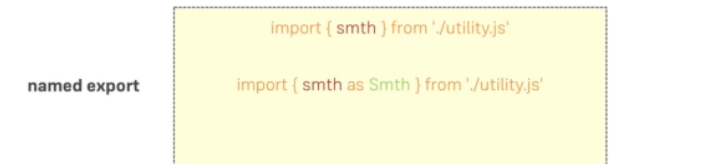 import { smth } from './utility.js'
named export
import { smth as Smth } from './utility.js'